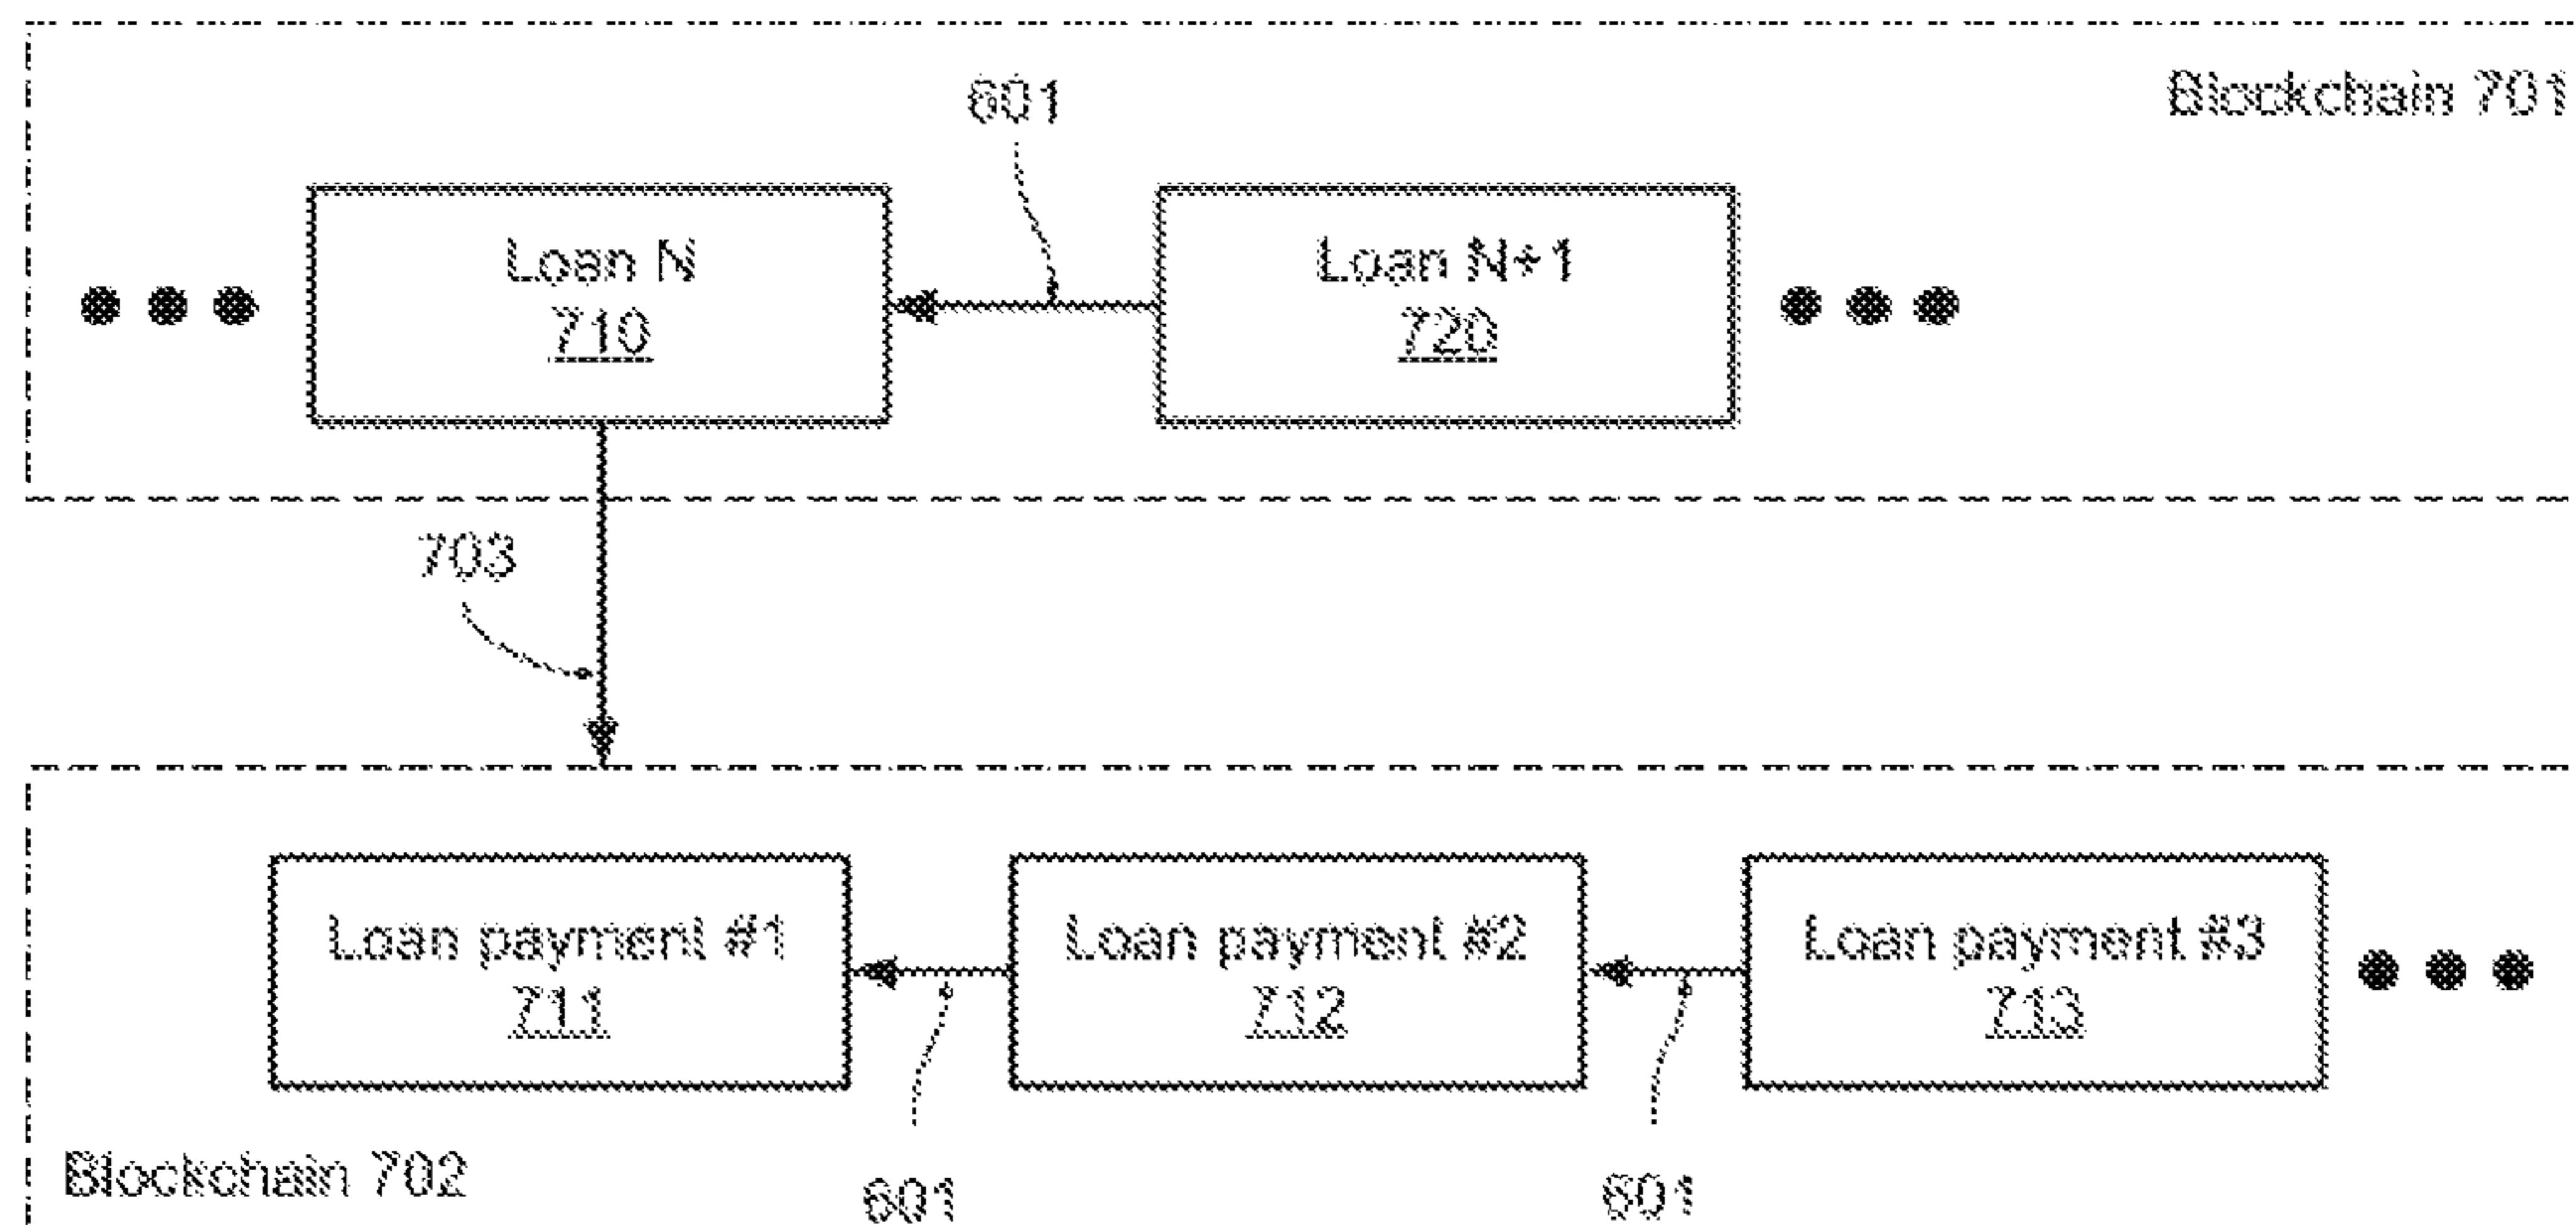 Blockchain 701
601
Loan N
710
Loan N+1
720
703
Loan payment #1
711
Loan payment #2
712
Loan payment #3
713
Blockchain 702
601
601